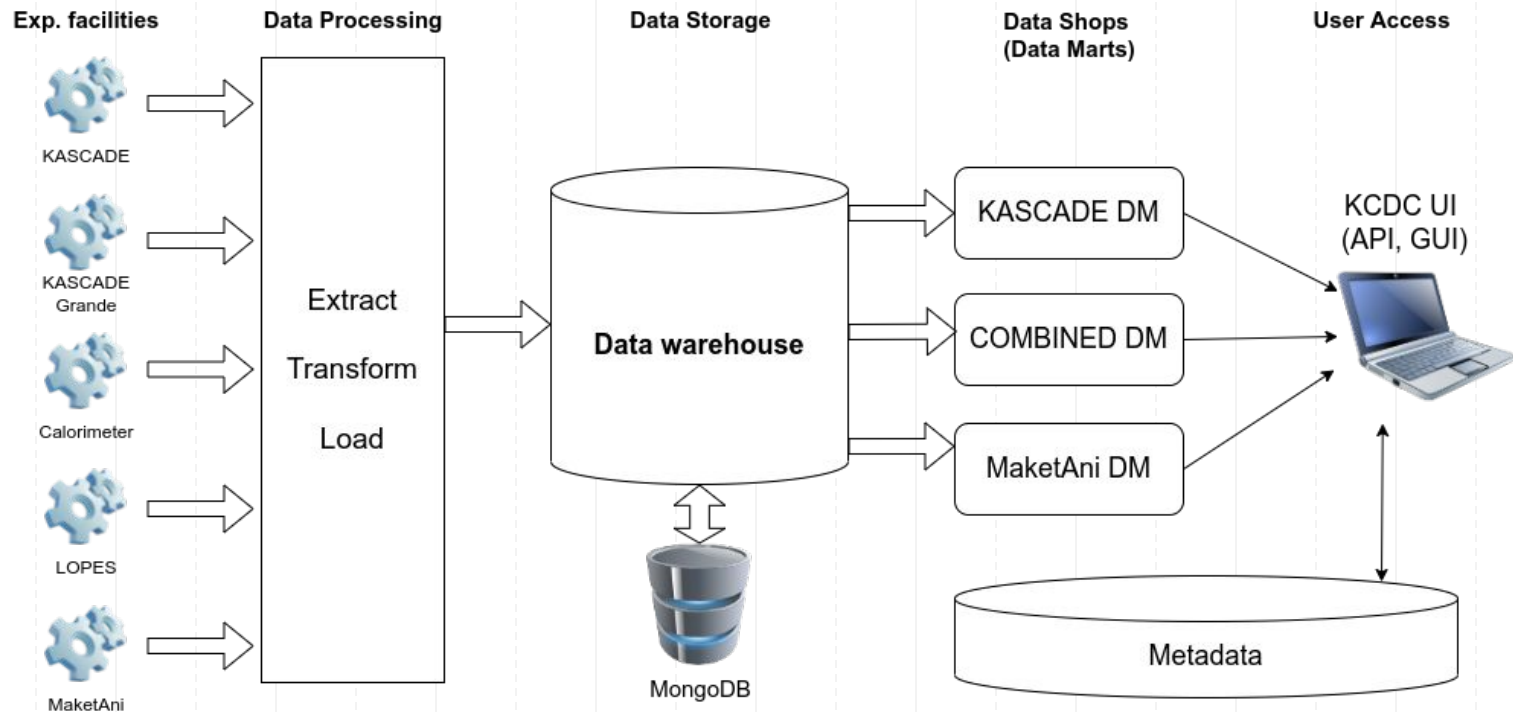 Exp. facilities
Data Processing
Data Storage
Data Shops
(Data Marts)
User Access
KASCADE
KASCADE
Grande
Calorimeter
LOPES
MaketAni
Extract
Transform
Load
Data warehouse
MongoDB
KASCADE DM
COMBINED DM
MaketAni DM
KCDC UI
(API, GUI)
Metadata